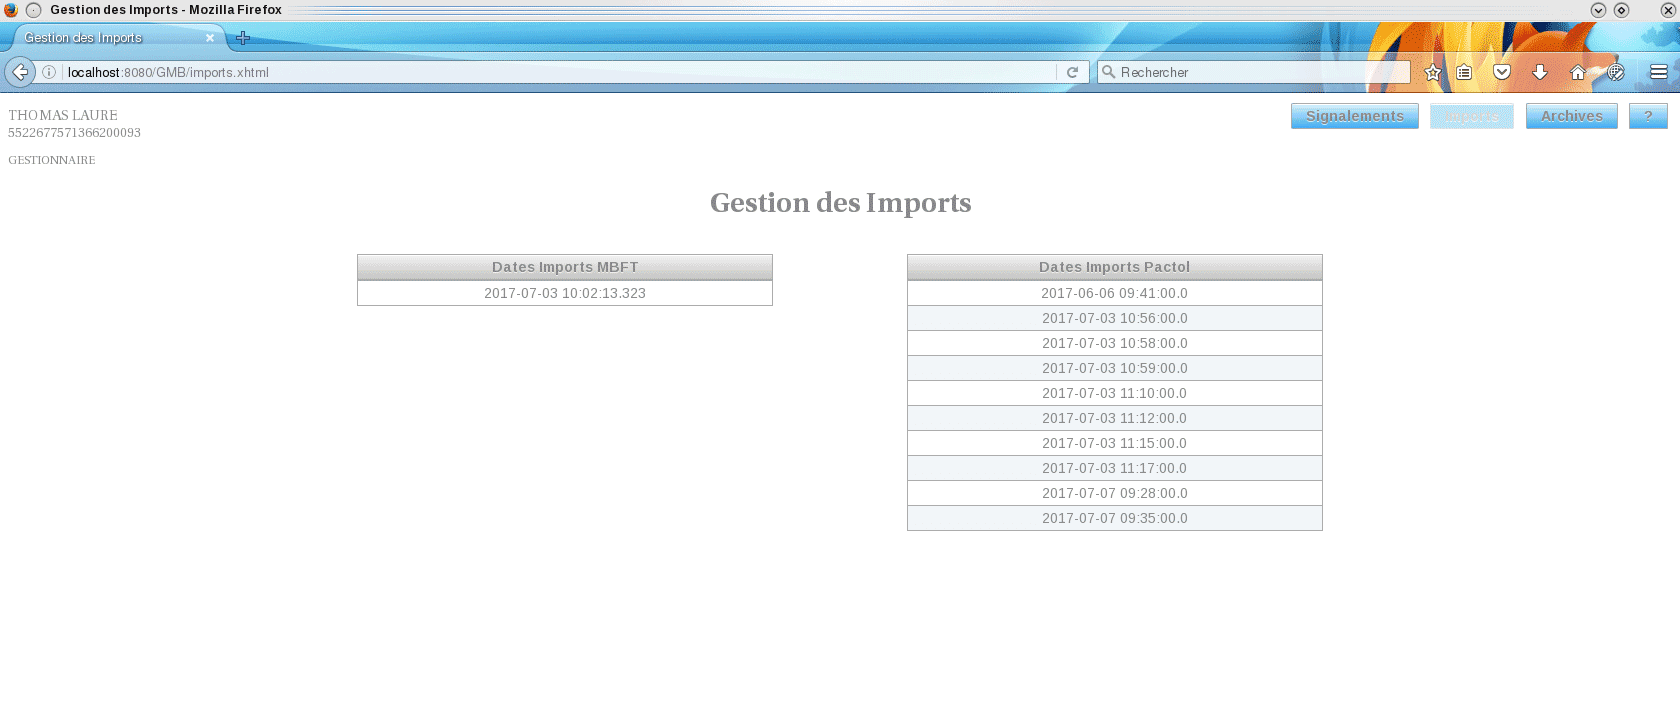 Gestion des Imports - Mozilla Firefox
Gestion des Imports
localhost:8080/GMB/imports.xhtml
Rechercher
THOMAS LAURE
5522677571366200093
GESTIONNAIRE
Signalements Imports Archives ?
Gestion des Imports
Dates Imports MBFT
2017-07-03 10:02:13.323
Dates Imports Pactol
2017-06-06 09:41:00.0
2017-07-03 10:56:00.0
2017-07-03 10:58:00.0
2017-07-03 10:59:00.0
2017-07-03 11:10:00.0
2017-07-03 11:12:00.0
2017-07-03 11:15:00.0
2017-07-03 11:17:00.0
2017-07-07 09:28:00.0
2017-07-07 09:35:00.0